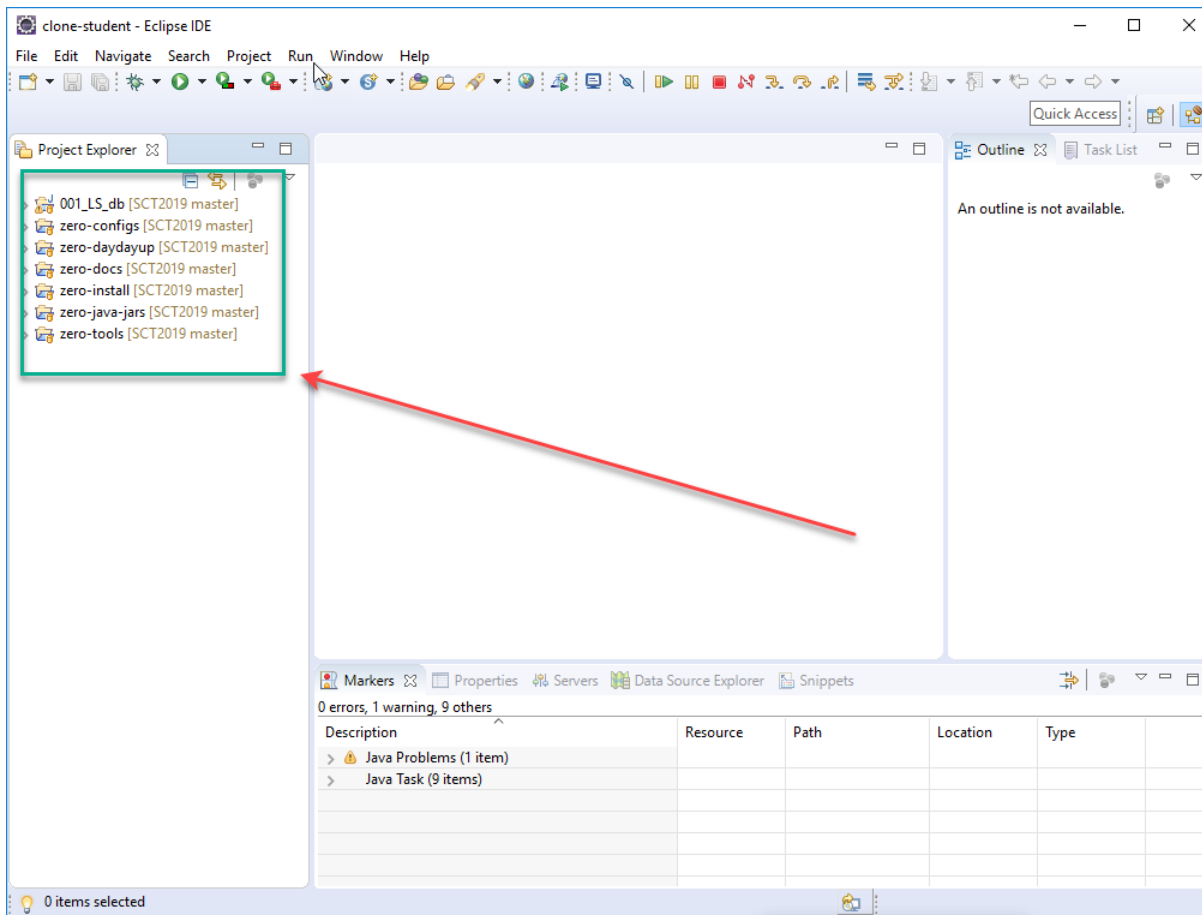 clone-student - Eclipse IDE
File Edit Navigate Search Project Run Window Help
Quick Access
Project Explorer
001_LS_db [SCT2019 master]
zero-configs [SCT2019 master]
zero-daydayup [SCT2019 master]
zero-docs [SCT2019 master]
zero-install [SCT2019 master]
zero-java-jars [SCT2019 master]
zero-tools [SCT2019 master]
Outline Task List
An outline is not available.
Markers Properties Servers Data Source Explorer Snippets
0 errors, 1 warning, 9 others
Description Resource Path Location Type
Java Problems (1 item)
Java Task (9 items)
0 items selected